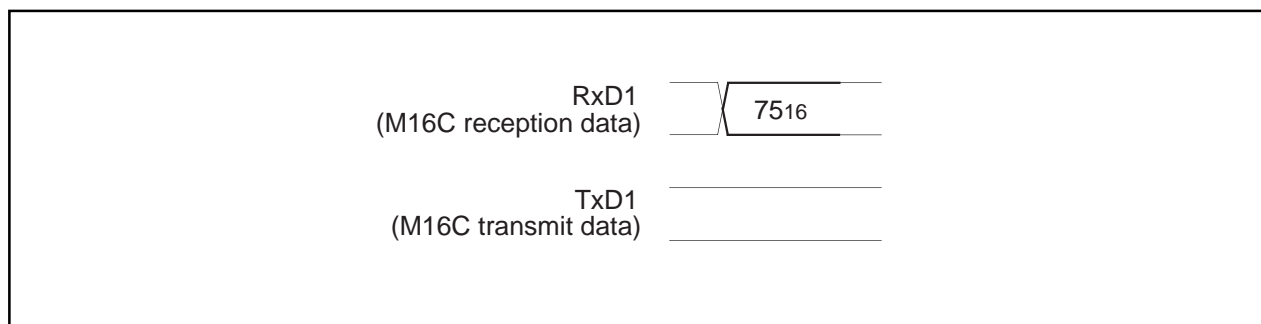 RxD1
(M16C reception data)
7516
TxD1
(M16C transmit data)